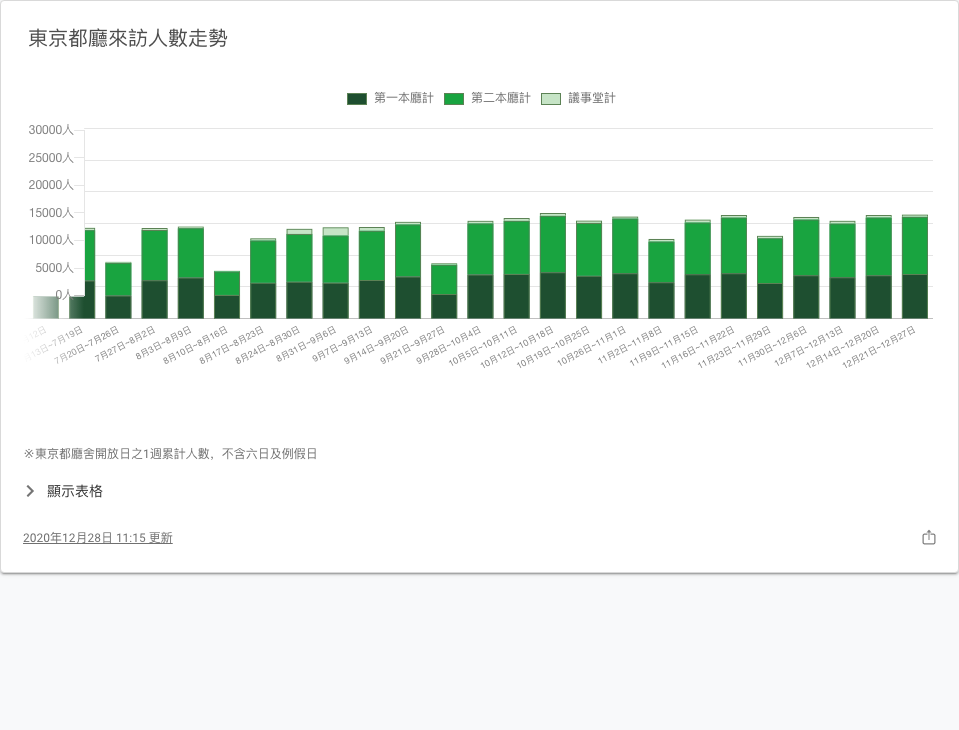 東京都廳來訪人數走勢
第一本廳計 第二本廳計 議事堂計
30000人
25000人
20000人
15000人
10000人
5000人
0人
7月20日~7月26日
7月27日~8月2日
8月3日~8月9日
8月10日~8月16日
8月17日~8月23日
8月24日~8月30日
8月31日~9月6日
9月7日~9月13日
9月14日~9月20日
9月21日~9月27日
9月28日~10月4日
10月5日~10月11日
10月12日~10月18日
10月19日~10月25日
10月26日~11月1日
11月2日~11月8日
11月9日~11月15日
11月16日~11月22日
11月23日~11月29日
11月30日~12月6日
12月7日~12月13日
12月14日~12月20日
12月21日~12月27日
※東京都廳舍開放日之1週累計人數，不含六日及例假日
顯示表格
2020年12月28日 11:15 更新